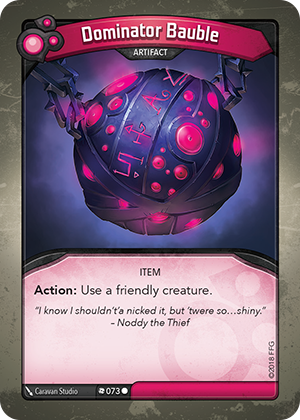 Dominator Bauble
ARTIFACT
ITEM
Action: Use a friendly creature.
“I know I shouldn’t’a nicked it, but ’twere so…shiny.”
– Noddy the Thief
Caravan Studio
073
©2018 FFG